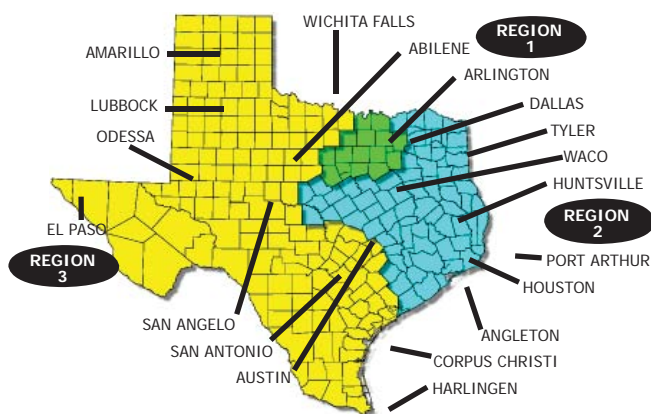 WICHITA FALLS
REGION
1
AMARILLO
ABILENE
ARLINGTON
LUBBOCK
DALLAS
ODESSA
TYLER
WACO
HUNTSVILLE
EL PASO
REGION
2
REGION
3
PORT ARTHUR
HOUSTON
SAN ANGELO
ANGLETON
SAN ANTONIO
CORPUS CHRISTI
AUSTIN
HARLINGEN